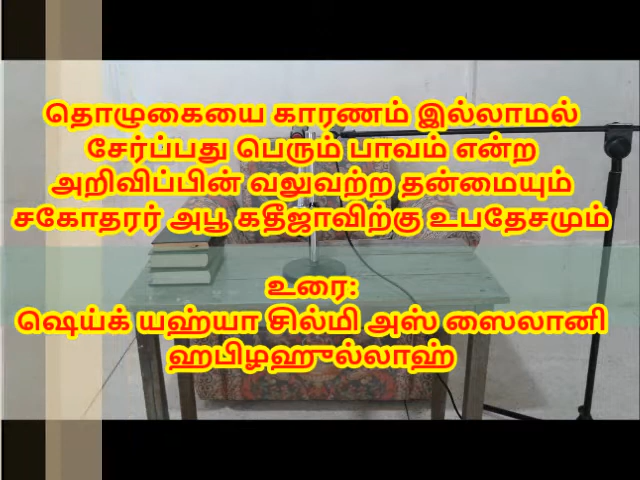 தொழுகையை காரணம் இல்லாமல்
சேர்ப்பது பெரும் பாவம் என்ற
அறிவிப்பின் வலுவற்ற தன்மையும்
சகோதரர் அபூ கதீஜாவிற்கு உபதேசமும்
உரை:
ஷெய்க் யஹ்யா சில்மி அஸ் ஸைலானி
ஹபிழஹுல்லாஹ்